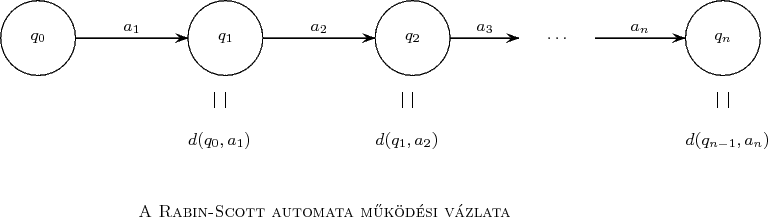 a₁ a₂ a₃ aₙ
q₀ q₁ q₂ ··· qₙ
|| || ||
d(q₀, a₁) d(q₁, a₂) d(qₙ₋₁, aₙ)
A Rabin-Scott automata működési vázlata